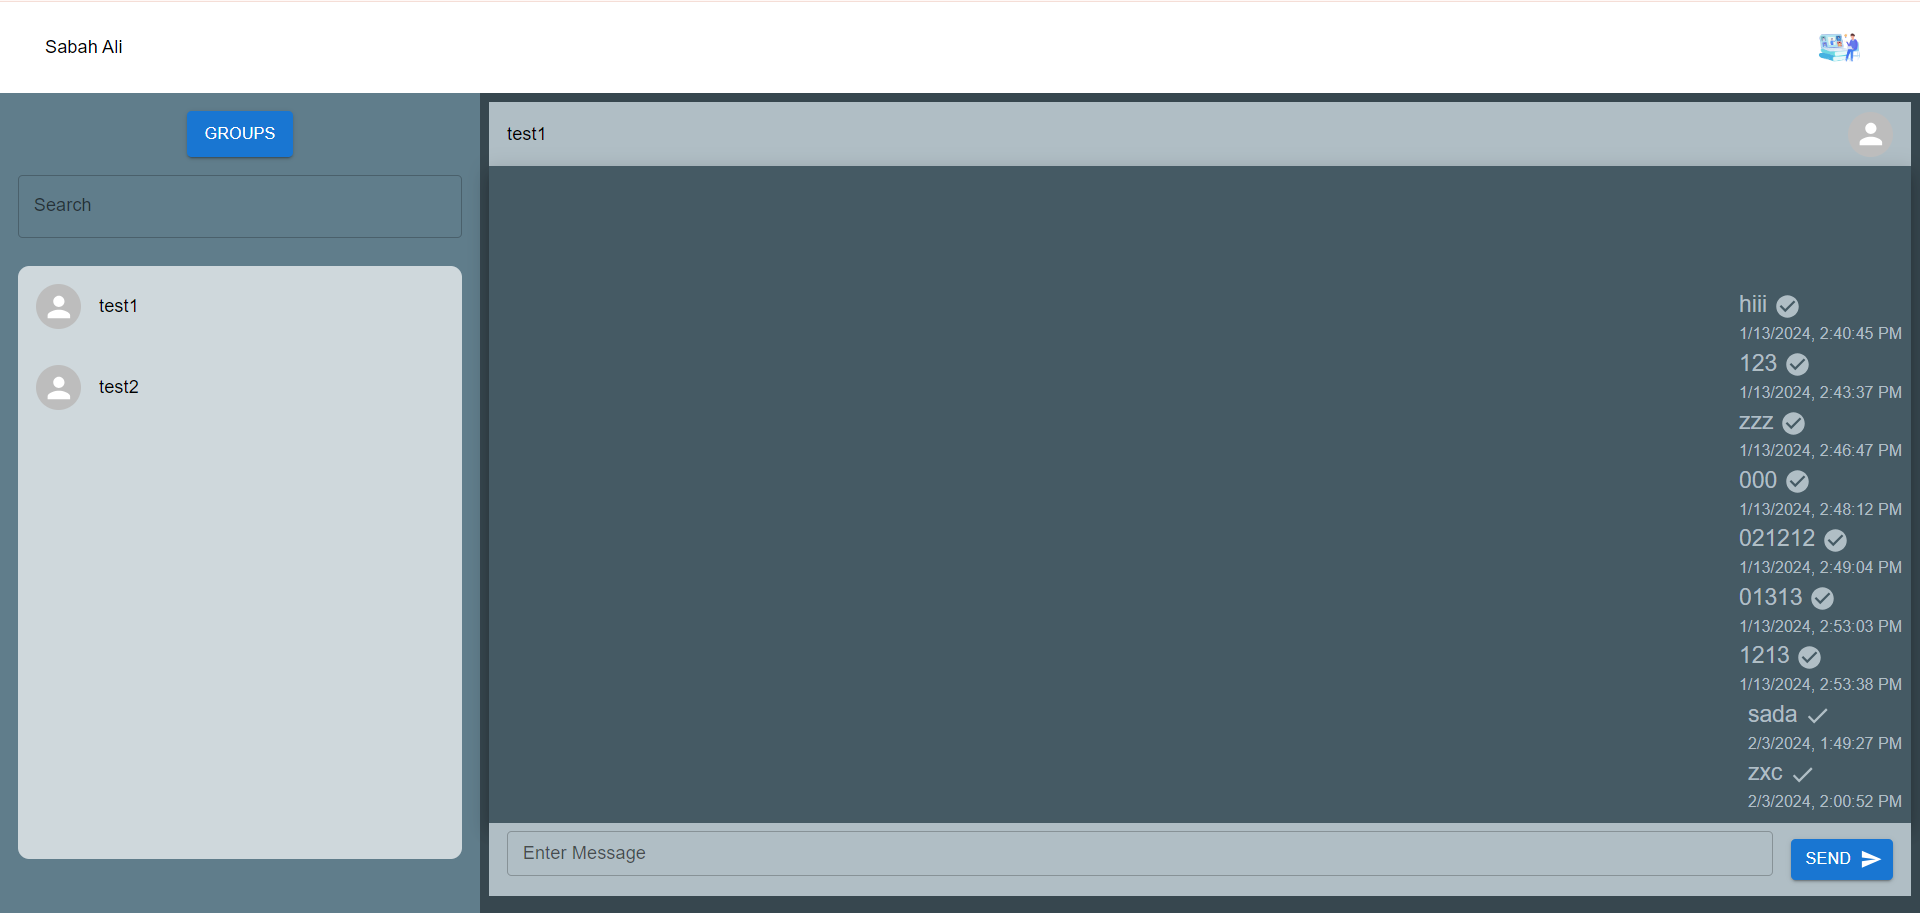 Sabah Ali
GROUPS
Search
test1
test2
test1
hiii
1/13/2024, 2:40:45 PM
123
1/13/2024, 2:43:37 PM
zzz
1/13/2024, 2:46:47 PM
000
1/13/2024, 2:48:12 PM
021212
1/13/2024, 2:49:04 PM
01313
1/13/2024, 2:53:03 PM
1213
1/13/2024, 2:53:38 PM
sada
2/3/2024, 1:49:27 PM
zxc
2/3/2024, 2:00:52 PM
Enter Message
SEND